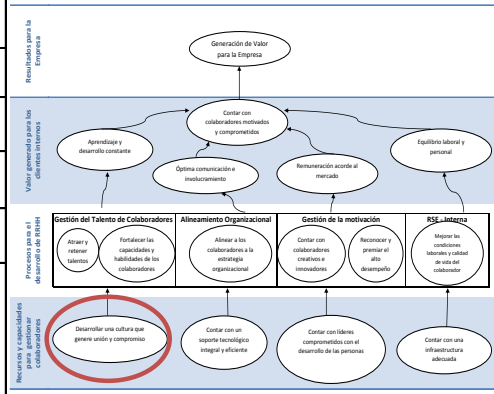 Resultados para la
Empresa
Generación de Valor
para la Empresa
Valor generado para los
clientes internos
Contar con
colaboradores motivados
y comprometidos
Aprendizaje y
desarrollo constante
Óptima comunicación e
involucramiento
Remuneración acorde al
mercado
Equilibrio laboral y
personal
Procesos para el
desarrollo de RRHH
Gestión del Talento de Colaboradores
Atraer y
retener
talentos
Fortalecer las
capacidades y
habilidades de los
colaboradores
Alineamiento Organizacional
Alinear a los
colaboradores a la
estrategia
organizacional
Gestión de la motivación
Contar con
colaboradores
creativos e
innovadores
Reconocer y
premiar el
alto
desempeño
RSE - Interna
Mejorar las
condiciones
laborales y calidad
de vida del
colaborador
Recursos y capacidades
para gestionar
colaboradores
Desarrollar una cultura que
genere unión y compromiso
Contar con un
soporte tecnológico
integral y eficiente
Contar con líderes
comprometidos con el
desarrollo de las personas
Contar con una
infraestructura
adecuada